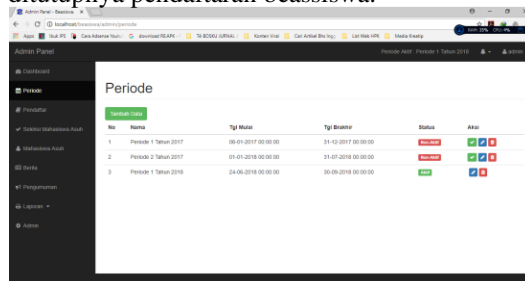 ditutupnya pendaftaran beasiswa.
Admin Panel - Beasiswa
localhost/beasiswa/admin/periode
Apps
Admin Panel
Periode Aktif : Periode 1 Tahun 2018
admin
Dashboard
Periode
Pendaftar
Seleksi Mahasiswa Asuh
Mahasiswa Asuh
Berita
Pengumuman
Laporan
Admin
Periode
Tambah Data
No Nama Tgl Mulai Tgl Berakhir Status Aksi
1 Periode 1 Tahun 2017 06-01-2017 00:00:00 31-12-2017 00:00:00 Non Aktif
2 Periode 2 Tahun 2017 01-01-2018 00:00:00 31-07-2018 00:00:00 Non Aktif
3 Periode 1 Tahun 2018 24-06-2018 00:00:00 30-09-2018 00:00:00 Aktif